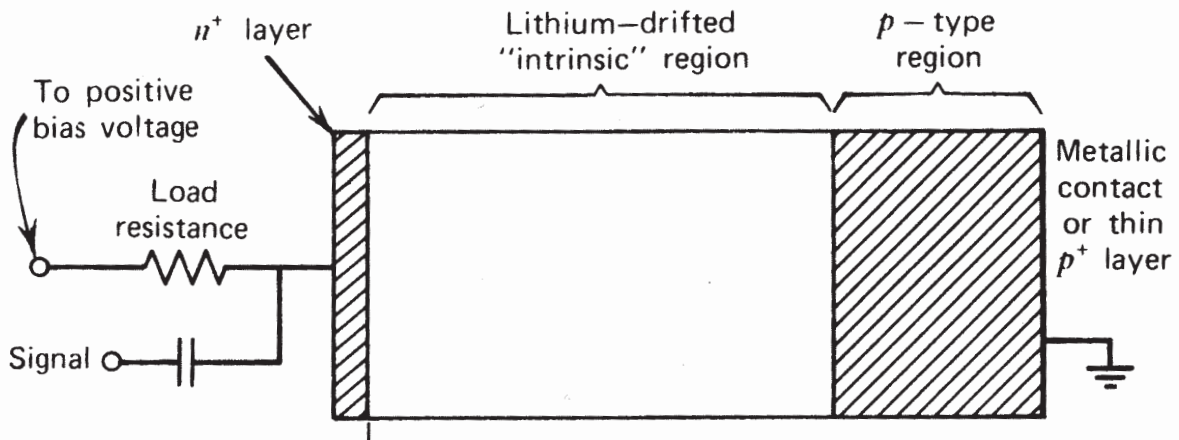 n+ layer
Lithium–drifted
"intrinsic" region
p – type
region
To positive
bias voltage
Load
resistance
Metallic
contact
or thin
p+ layer
Signal